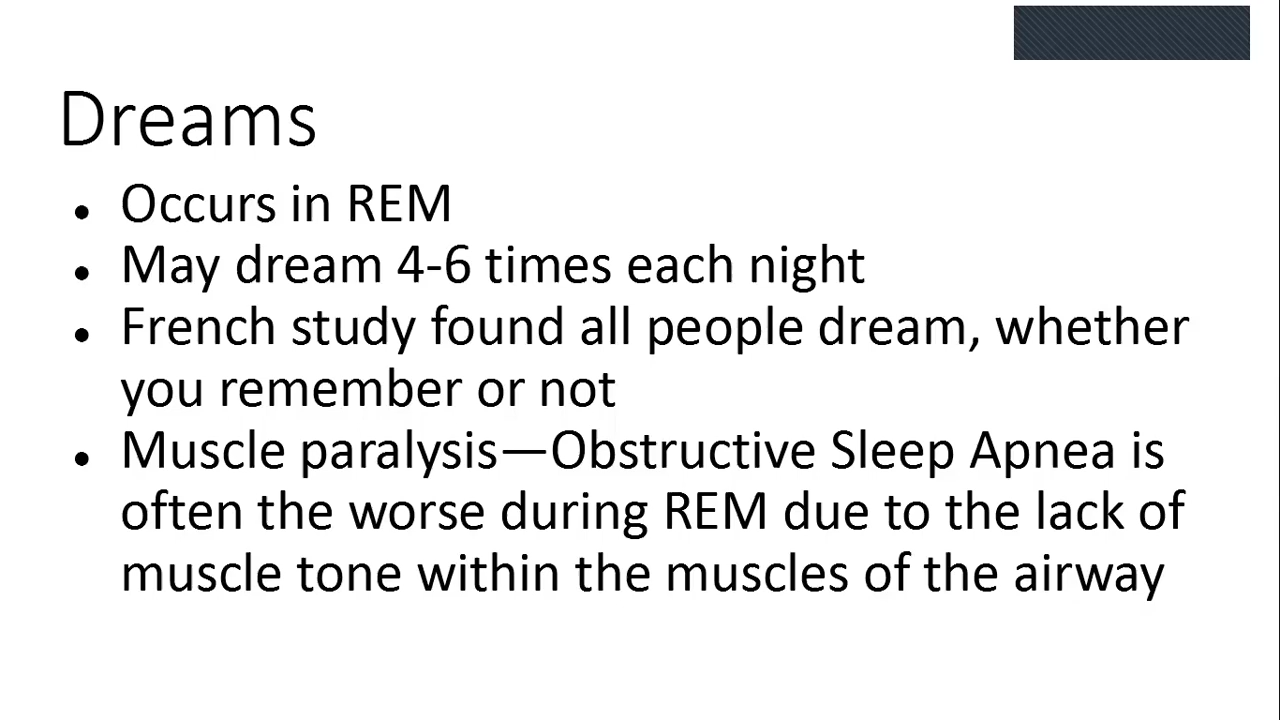 Dreams
• Occurs in REM
• May dream 4-6 times each night
• French study found all people dream, whether
you remember or not
• Muscle paralysis—Obstructive Sleep Apnea is
often the worse during REM due to the lack of
muscle tone within the muscles of the airway